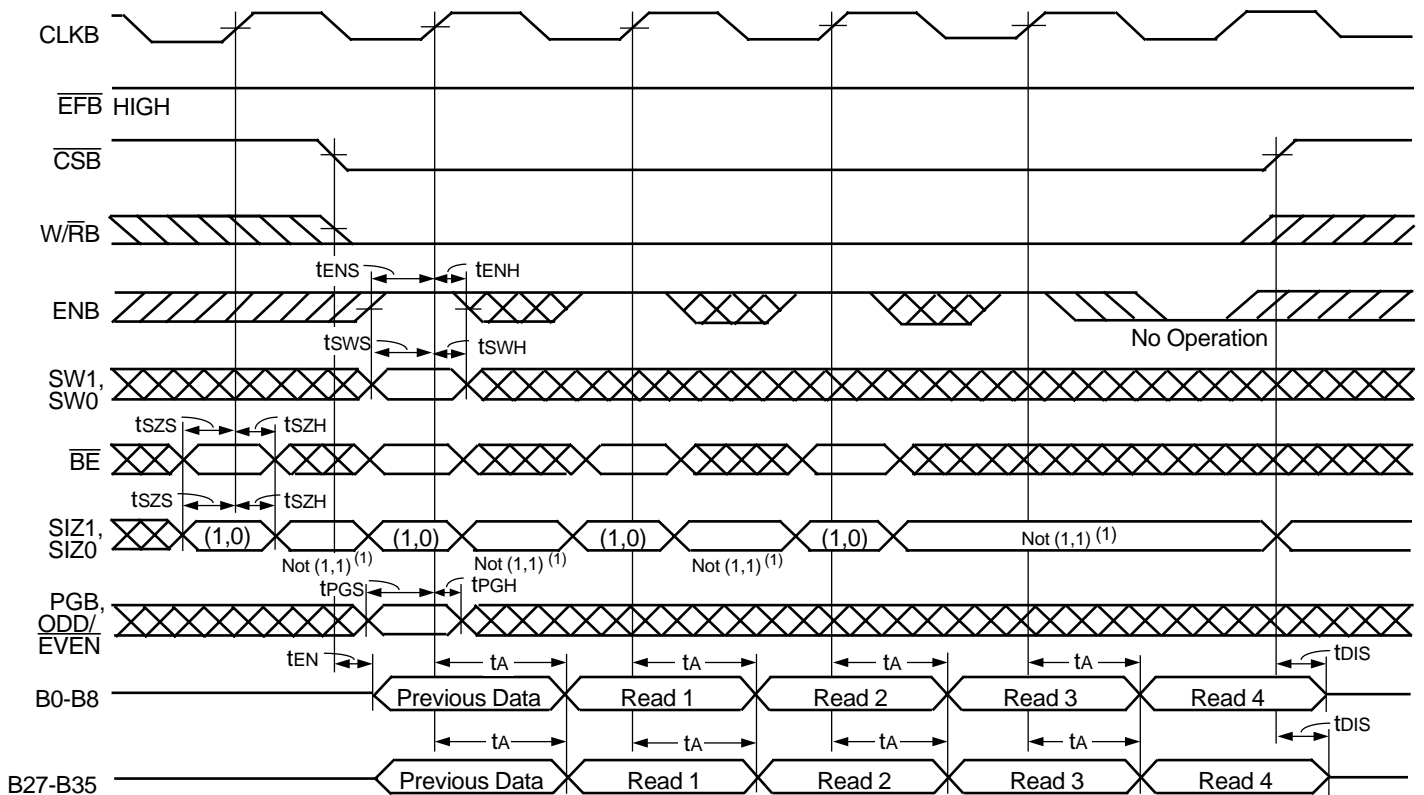 CLKB
EFB HIGH
CSB
W/RB
tENS tENH
ENB
No Operation
tSWS tSWH
SW1,
SW0
tSZS tSZH
BE
tSZS tSZH
SIZ1,
SIZ0
(1,0) (1,0) (1,0) (1,0) Not (1,1) (1)
Not (1,1) (1) Not (1,1) (1) Not (1,1) (1)
tPGS tPGH
PGB,
ODD/
EVEN
tEN tA tA tA tA tDIS
B0-B8 Previous Data Read 1 Read 2 Read 3 Read 4
tA tA tA tA tDIS
B27-B35 Previous Data Read 1 Read 2 Read 3 Read 4